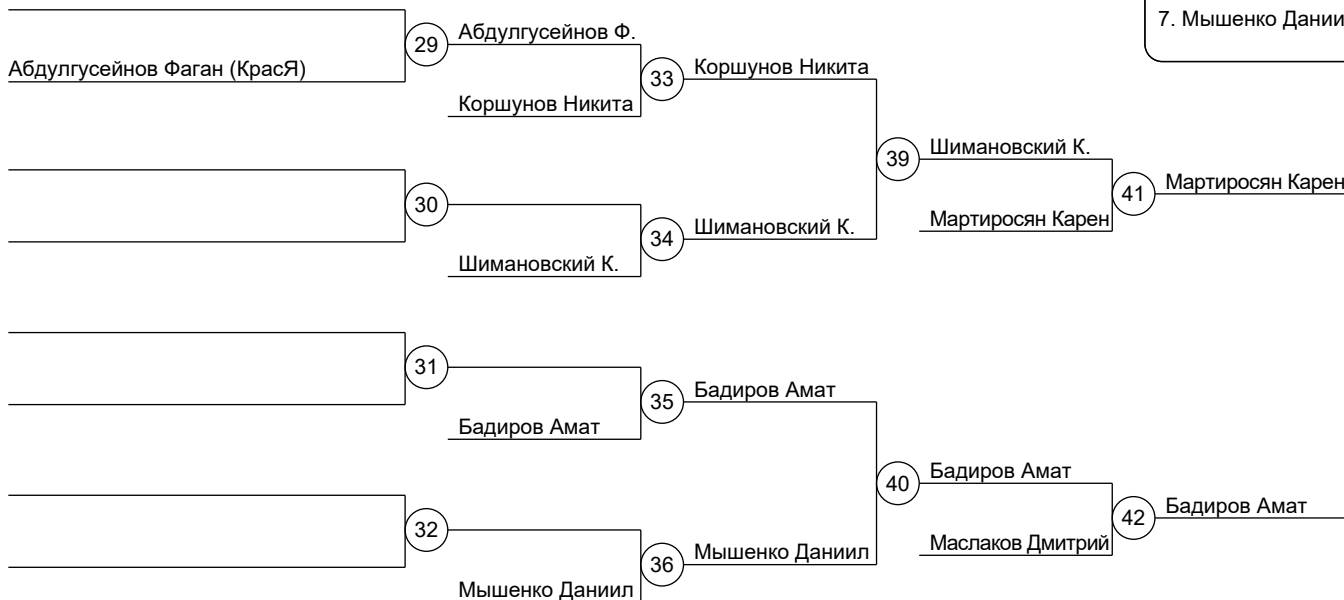 7. Мышенко Дании
29
Абдулгусейнов Ф.
Абдулгусейнов Фаган (КрасЯ)
33
Коршунов Никита
Коршунов Никита
39
Шимановский К.
30
41
Мартиросян Карен
34
Шимановский К.
Мартиросян Карен
Шимановский К.
31
35
Бадиров Амат
Бадиров Амат
40
Бадиров Амат
32
42
Бадиров Амат
36
Мышенко Даниил
Маслаков Дмитрий
Мышенко Даниил